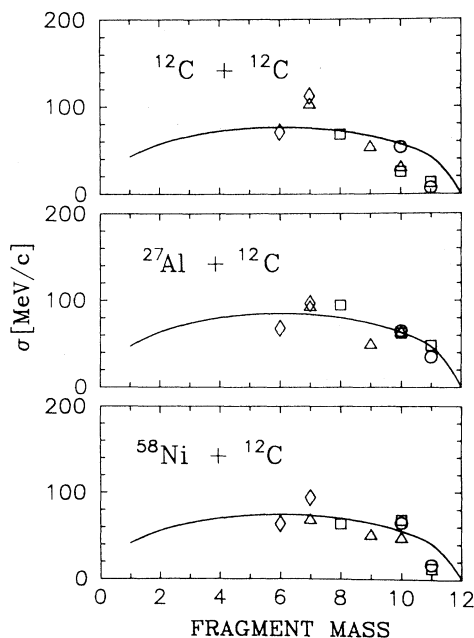 200
¹²C + ¹²C
100
0
200
²⁷Al + ¹²C
100
0
200
⁵⁸Ni + ¹²C
100
0
σ [MeV/c]
0 2 4 6 8 10 12
FRAGMENT MASS